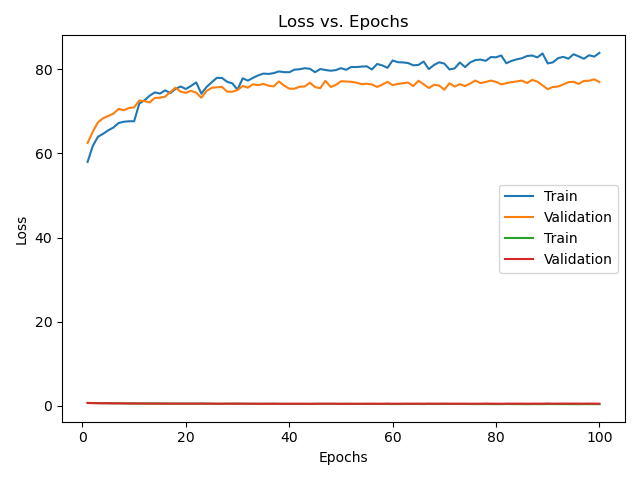 Loss vs. Epochs
80
60
40
20
0
Loss
Train
Validation
Train
Validation
0 20 40 60 80 100
Epochs